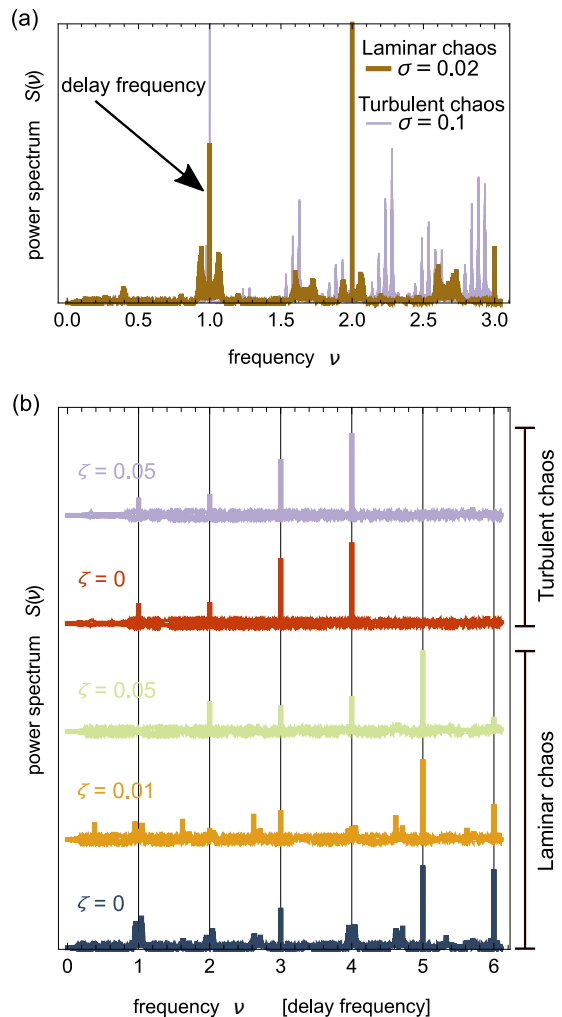 (a)
Laminar chaos
σ = 0.02
Turbulent chaos
σ = 0.1
delay frequency
power spectrum S(ν)
0.0 0.5 1.0 1.5 2.0 2.5 3.0
frequency ν
(b)
ζ = 0.05
ζ = 0
ζ = 0.05
ζ = 0.01
ζ = 0
Turbulent chaos
Laminar chaos
power spectrum S(ν)
0 1 2 3 4 5 6
frequency ν [delay frequency]